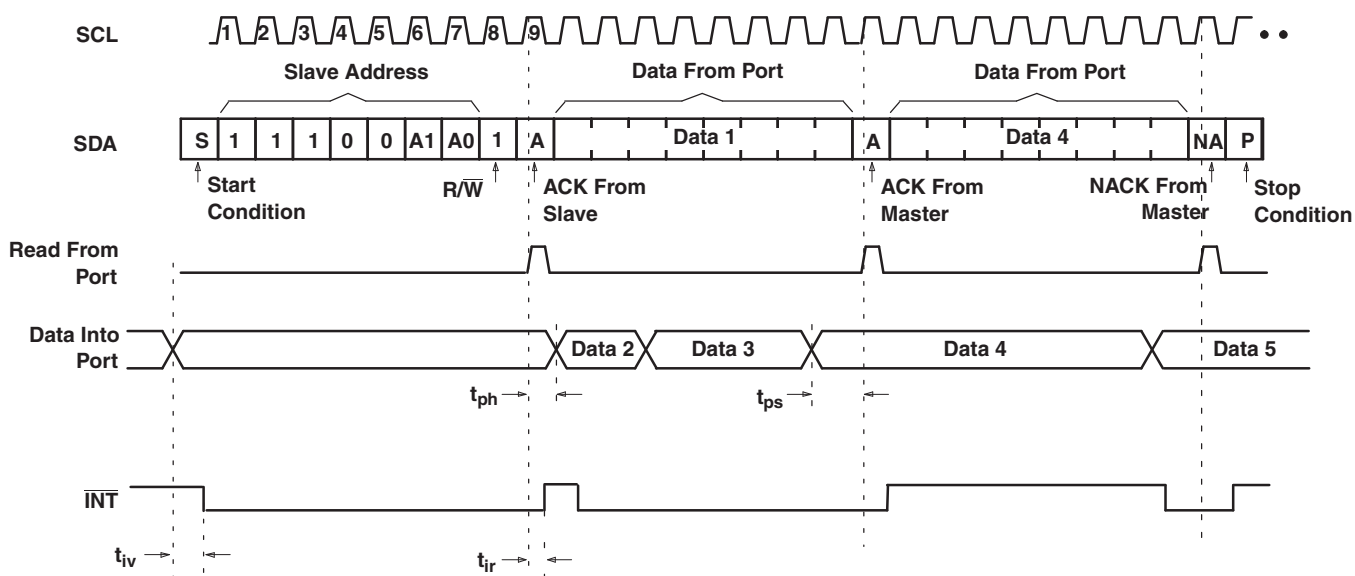 SCL
1 2 3 4 5 6 7 8 9
Slave Address
Data From Port
Data From Port
SDA
S 1 1 1 0 0 A1 A0 1 A Data 1 A Data 4 NA P
Start
Condition
R/W̅
ACK From
Slave
ACK From
Master
NACK From
Master
Stop
Condition
Read From
Port
Data Into
Port
Data 2 Data 3 Data 4 Data 5
tph
tps
I̅N̅T̅
tiv
tir